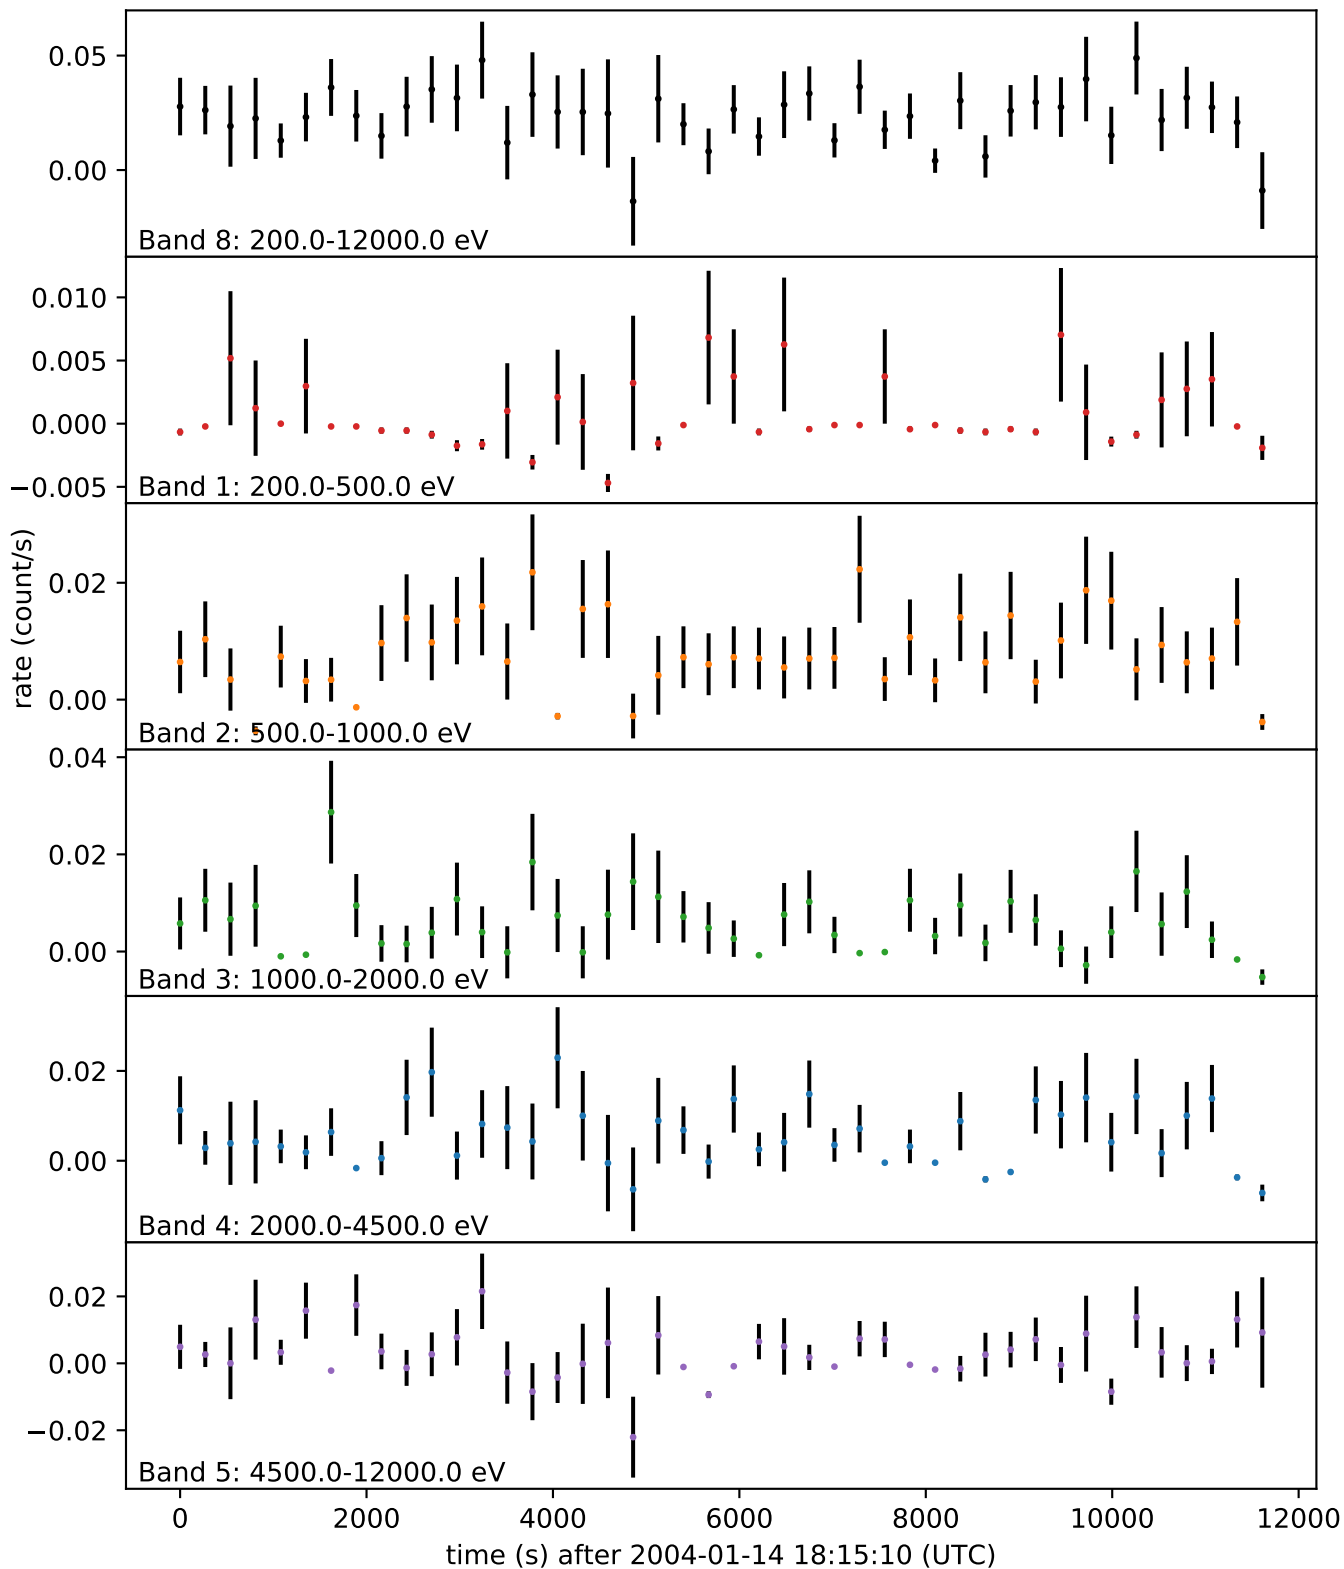 0.05
0.00
Band 8: 200.0-12000.0 eV
0.010
0.005
0.000
−0.005
Band 1: 200.0-500.0 eV
rate (count/s)
0.02
0.00
Band 2: 500.0-1000.0 eV
0.04
0.02
0.00
Band 3: 1000.0-2000.0 eV
0.02
0.00
Band 4: 2000.0-4500.0 eV
0.02
0.00
−0.02
Band 5: 4500.0-12000.0 eV
0 2000 4000 6000 8000 10000 12000
time (s) after 2004-01-14 18:15:10 (UTC)